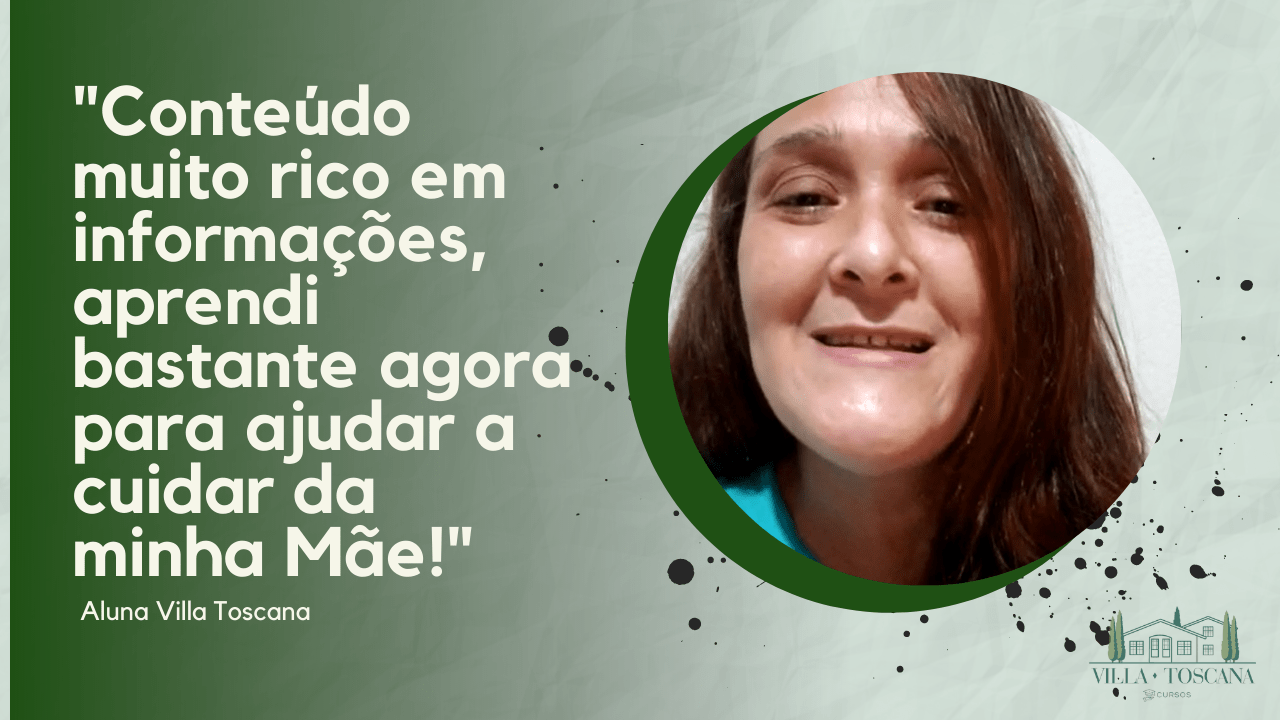 "Conteúdo
muito rico em
informações,
aprendi
bastante agora
para ajudar a
cuidar da
minha Mãe!"
Aluna Villa Toscana
VILLA • TOSCANA
CURSOS